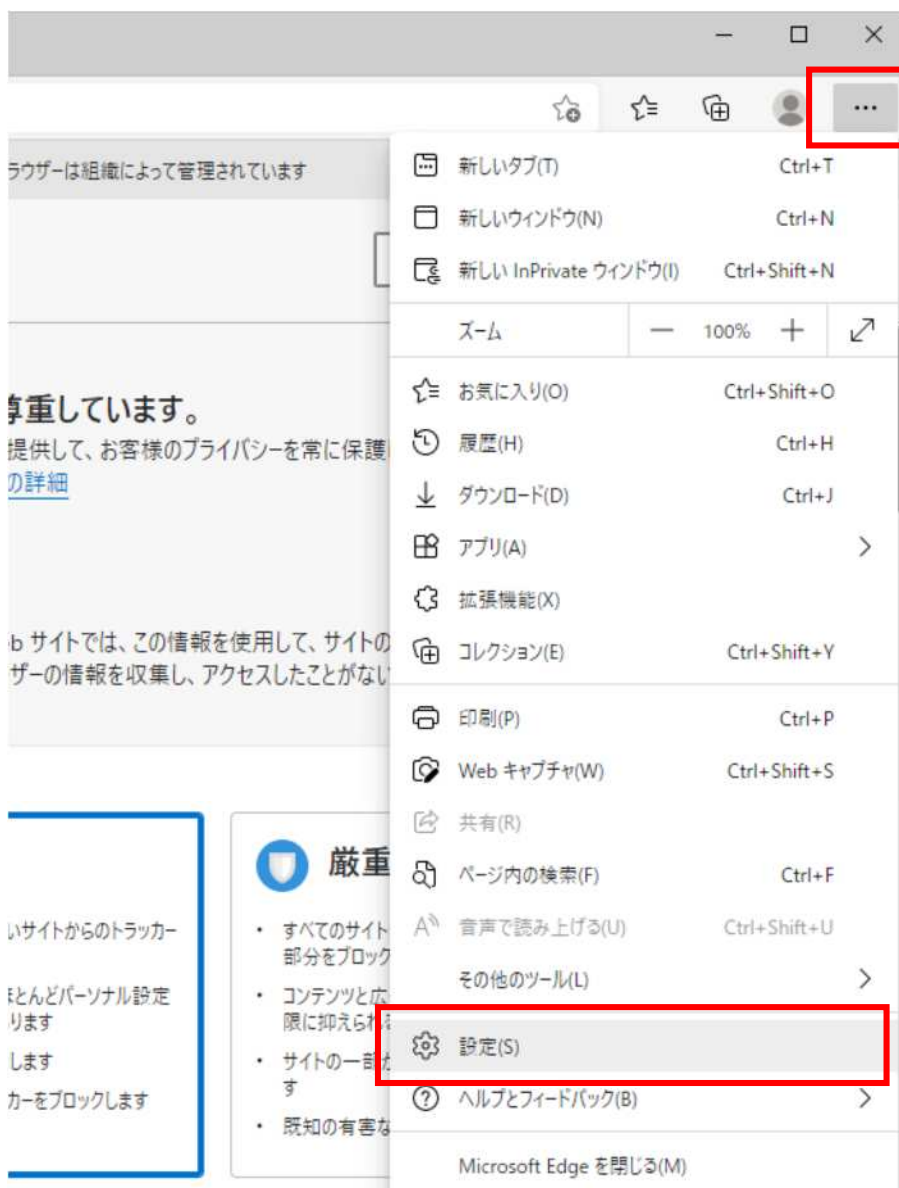 ラウザーは組織によって管理されています
尊重しています。
提供して、お客様のプライバシーを常に保護
の詳細
サイトでは、この情報を使用して、サイトの
ザーの情報を収集し、アクセスしたことがない
いサイトからのトラッカー
ほとんどパーソナル設定
ります
します
カーをブロックします
厳重
• すべてのサイト
部分をブロック
• コンテンツと広
限に抑えられる
• サイトの一部が
す
• 既知の有害な
新しいタブ(T) Ctrl+T
新しいウィンドウ(N) Ctrl+N
新しい InPrivate ウィンドウ(I) Ctrl+Shift+N
ズーム 100%
お気に入り(O) Ctrl+Shift+O
履歴(H) Ctrl+H
ダウンロード(D) Ctrl+J
アプリ(A)
拡張機能(X)
コレクション(E) Ctrl+Shift+Y
印刷(P) Ctrl+P
Web キャプチャ(W) Ctrl+Shift+S
共有(R)
ページ内の検索(F) Ctrl+F
音声で読み上げる(U) Ctrl+Shift+U
その他のツール(L)
設定(S)
ヘルプとフィードバック(B)
Microsoft Edge を閉じる(M)